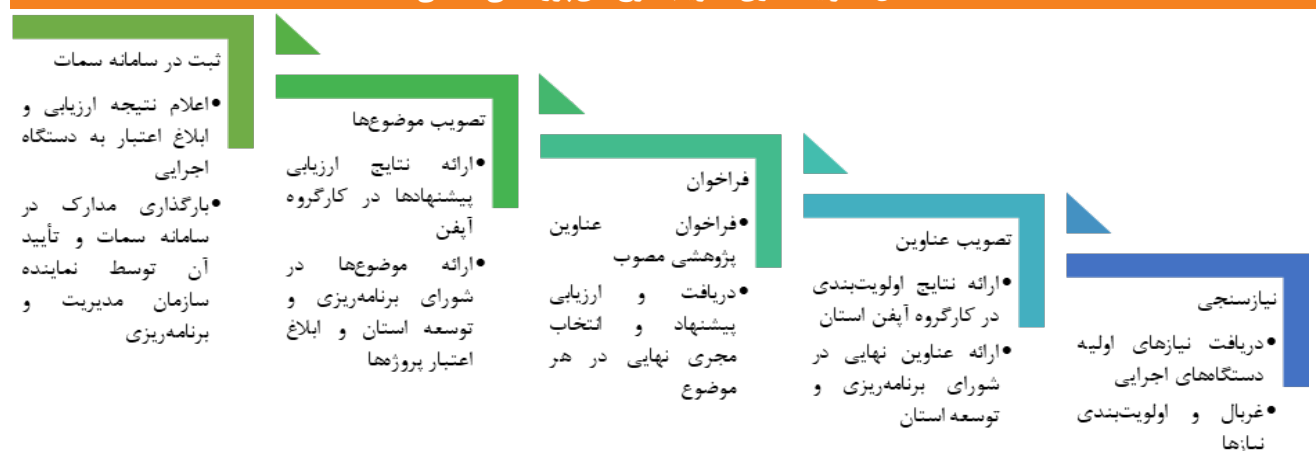 نیازسنجی
•دریافت نیازهای اولیه
دستگاه‌های اجرایی
•غربال و اولویت‌بندی
نیازها
تصویب عناوین
•ارائه نتایج اولویت‌بندی
در کارگروه آپفن استان
•ارائه عناوین نهایی در
شورای برنامه‌ریزی و
توسعه استان
فراخوان
•فراخوان عناوین
پژوهشی مصوب
•دریافت و ارزیابی
پیشنهاد و انتخاب
مجری نهایی در هر
موضوع
تصویب موضوع‌ها
•ارائه نتایج ارزیابی
پیشنهادها در کارگروه
آپفن
•ارائه موضوع‌ها در
شورای برنامه‌ریزی و
توسعه استان و ابلاغ
اعتبار پروژه‌ها
ثبت در سامانه سمات
•اعلام نتیجه ارزیابی و
ابلاغ اعتبار به دستگاه
اجرایی
•بارگذاری مدارک در
سامانه سمات و تأیید
آن توسط نماینده
سازمان مدیریت و
برنامه‌ریزی